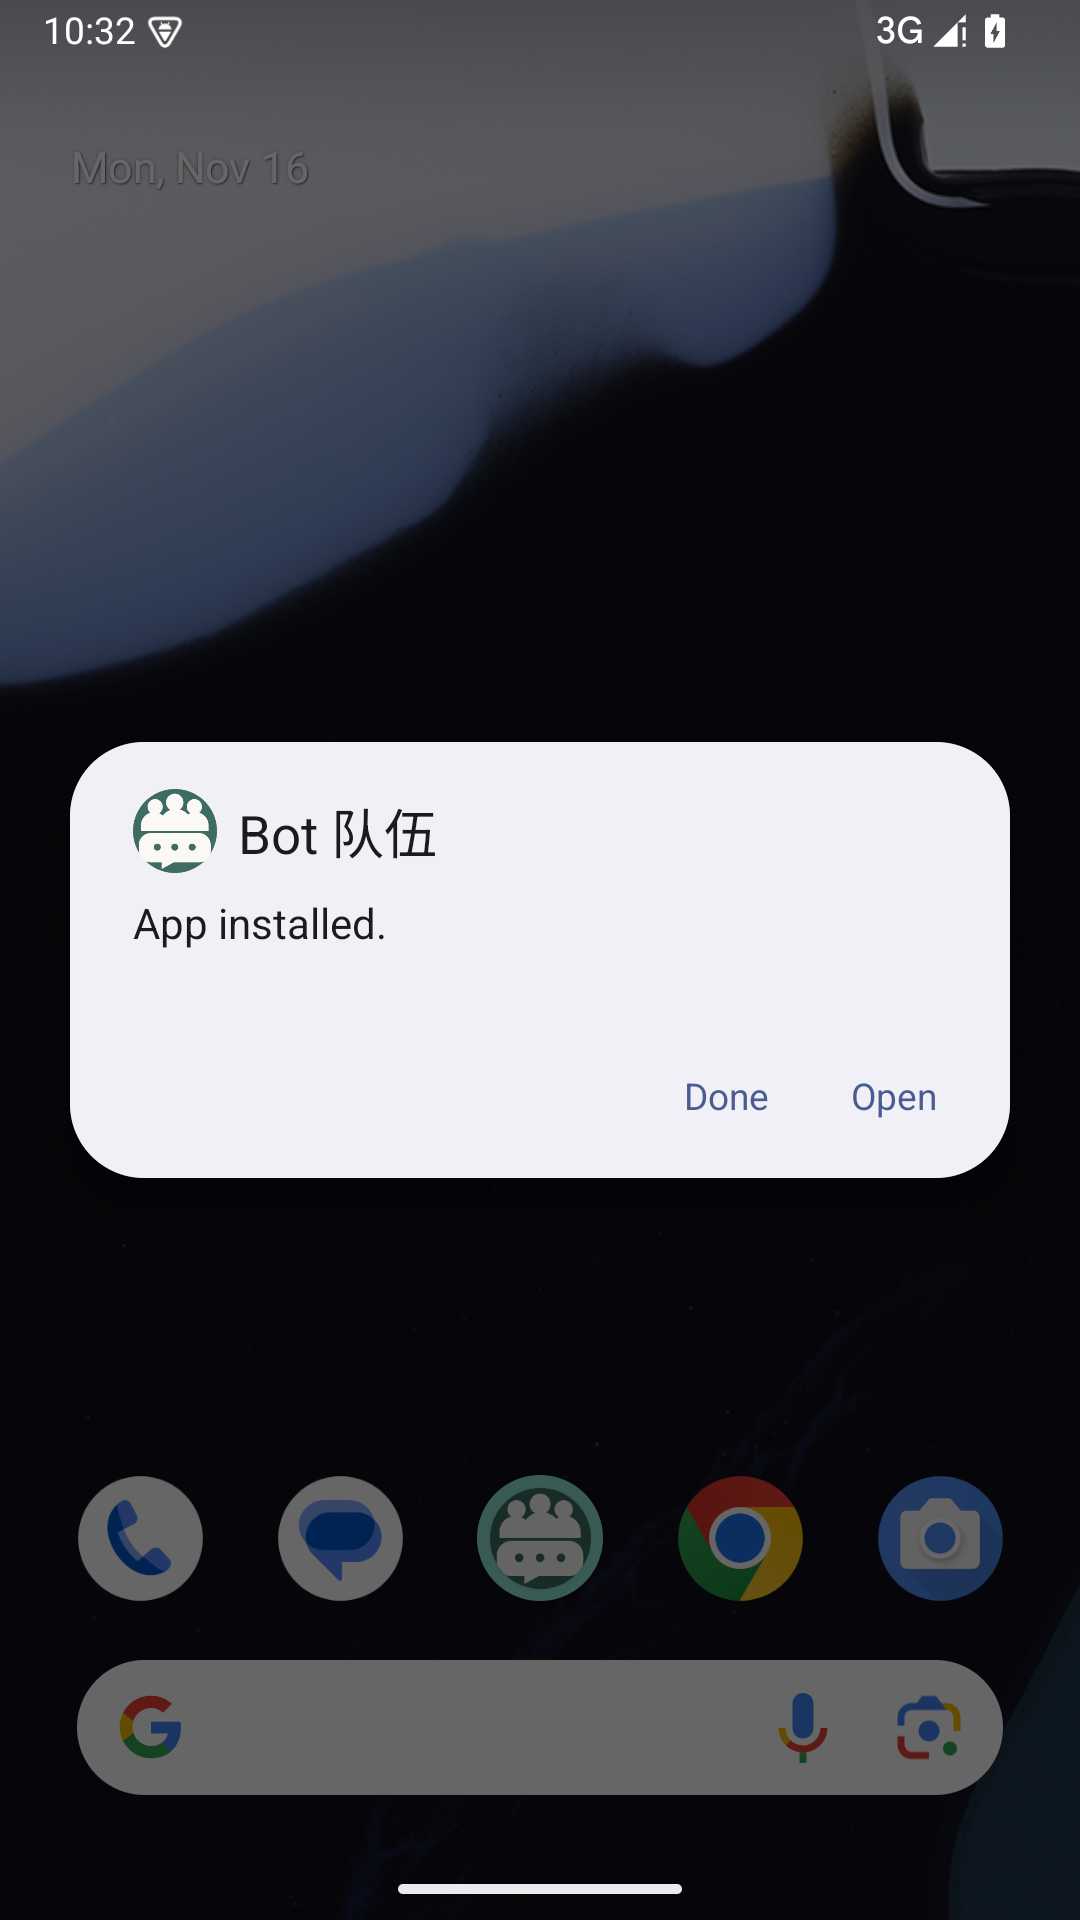 10:32
3G
Mon, Nov 16
Bot 队伍
App installed.
Done
Open